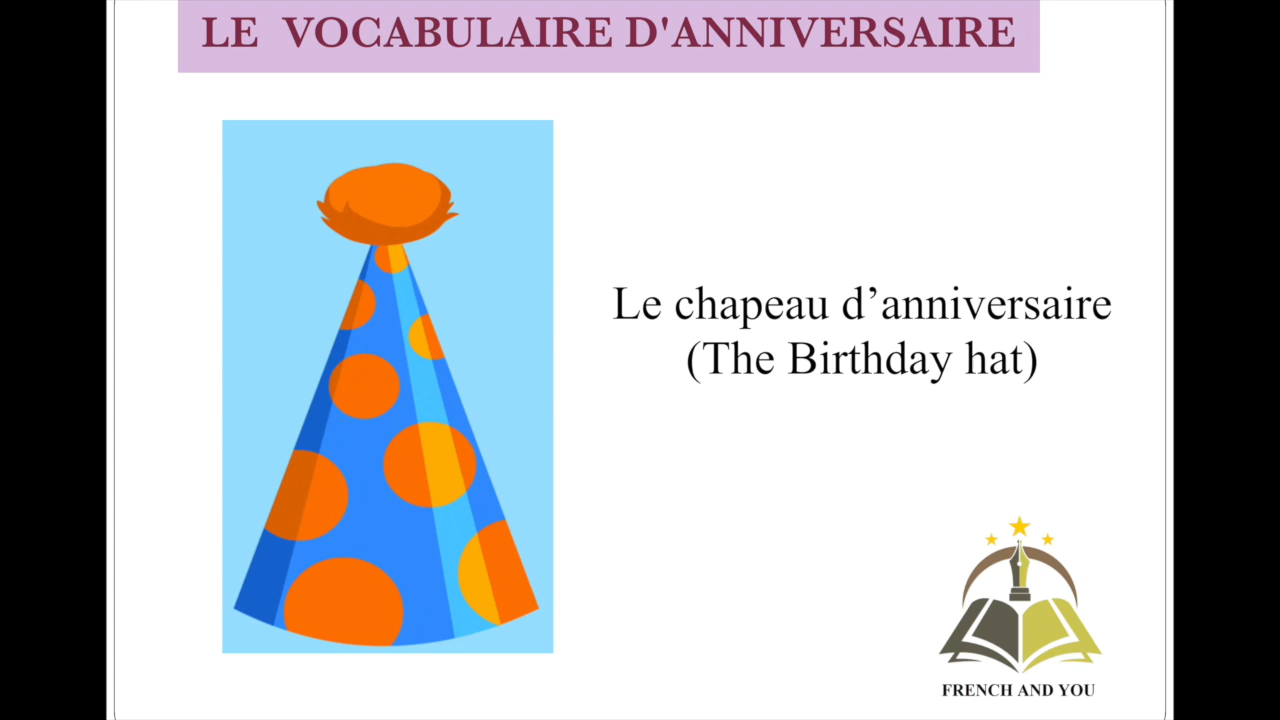 LE VOCABULAIRE D'ANNIVERSAIRE
Le chapeau d’anniversaire
(The Birthday hat)
FRENCH AND YOU